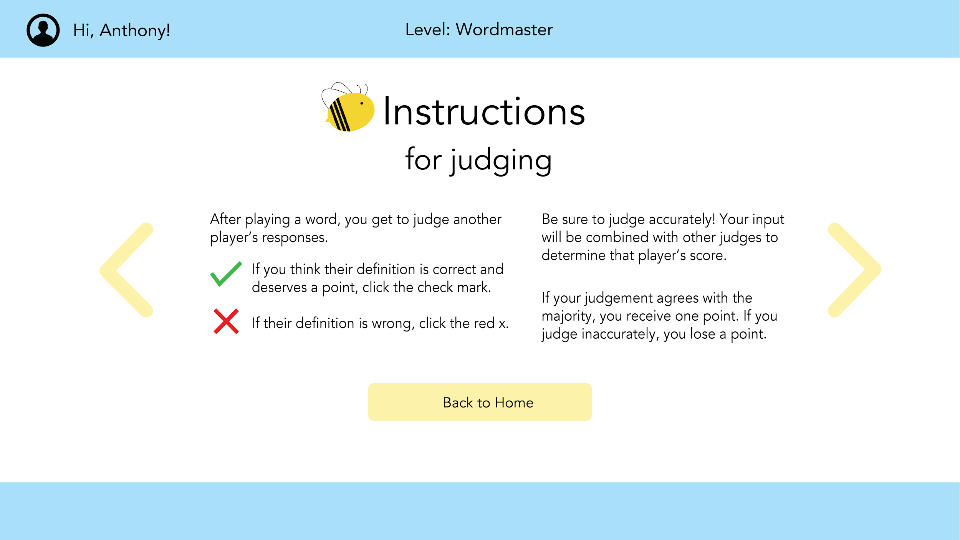 Hi, Anthony!
Level: Wordmaster
Instructions
for judging
After playing a word, you get to judge another
player's responses.
If you think their definition is correct and
deserves a point, click the check mark.
If their definition is wrong, click the red x.
Be sure to judge accurately! Your input
will be combined with other judges to
determine that player's score.
If your judgement agrees with the
majority, you receive one point. If you
judge inaccurately, you lose a point.
Back to Home